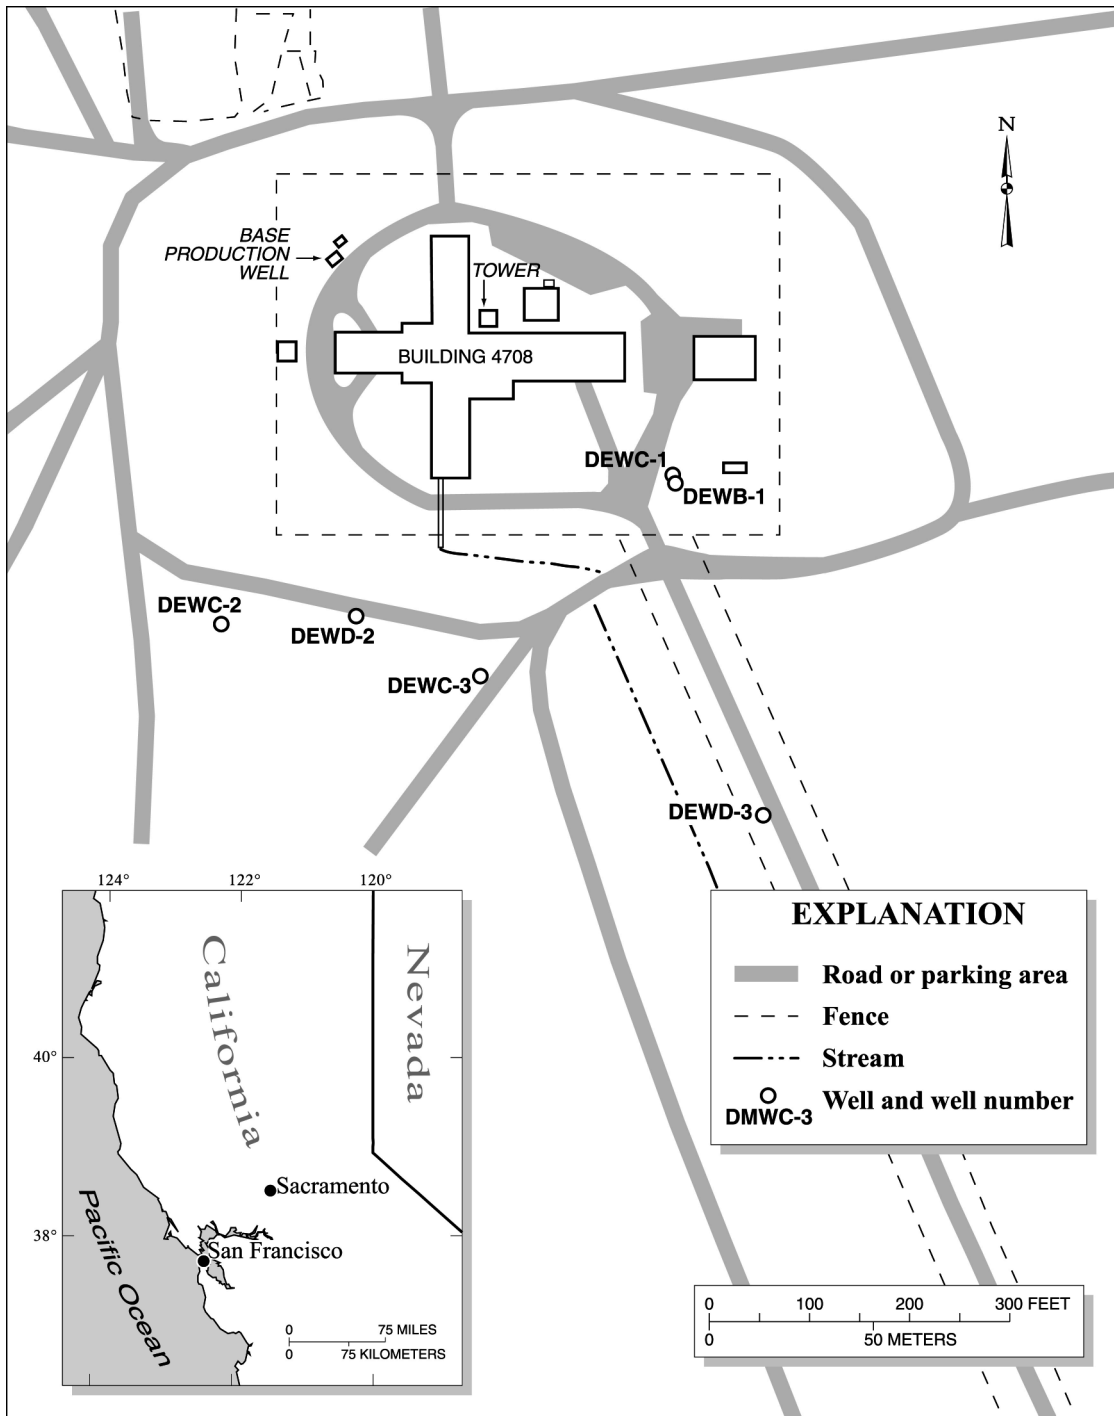 N
BASE
PRODUCTION
WELL
TOWER
BUILDING 4708
DEWC-1
DEWB-1
DEWC-2
DEWD-2
DEWC-3
DEWD-3
124°
122°
120°
40°
38°
California
Nevada
Sacramento
San Francisco
Pacific Ocean
0 75 MILES
0 75 KILOMETERS
EXPLANATION
Road or parking area
Fence
Stream
DMWC-3
Well and well number
0 100 200 300 FEET
0 50 METERS